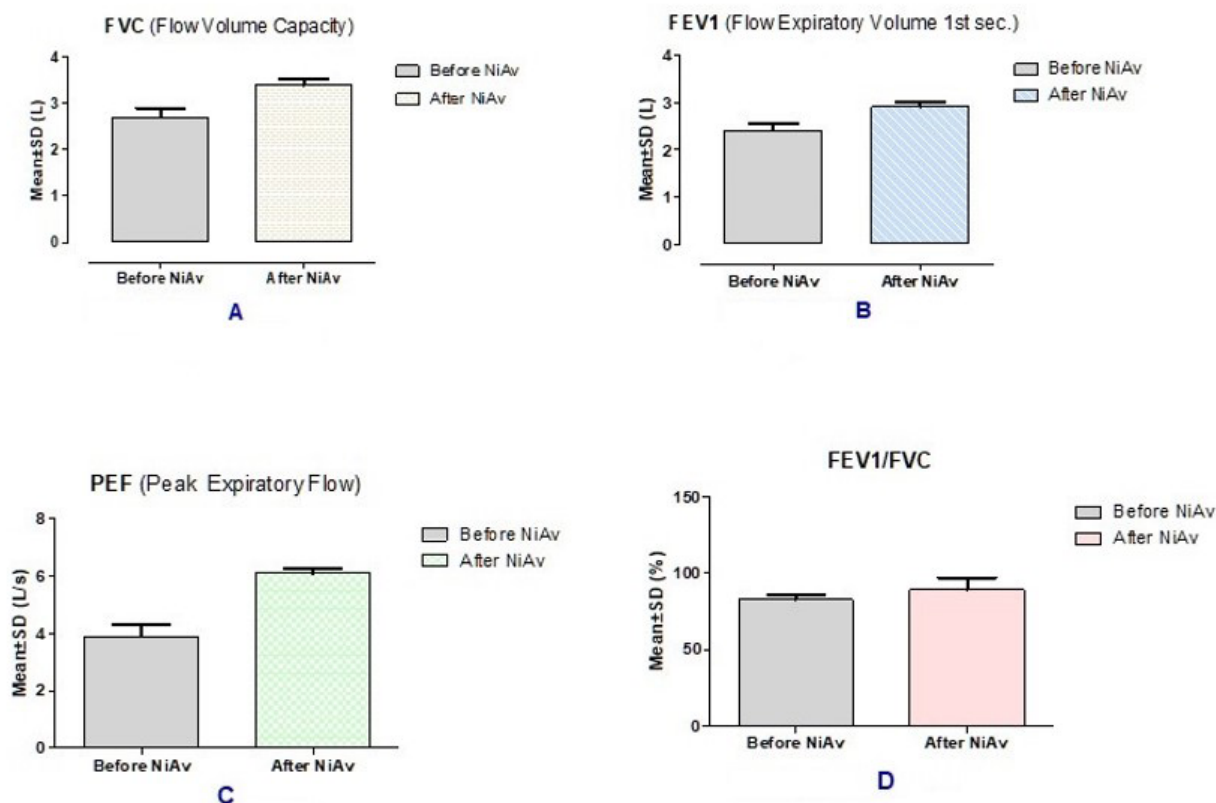 FVC (Flow Volume Capacity)
4
3
2
1
0
Mean±SD (L)
Before NiAv
After NiAv
Before NiAv
After NiAv
A
FEV1 (Flow Expiratory Volume 1st sec.)
4
3
2
1
0
Mean±SD (L)
Before NiAv
After NiAv
Before NiAv
After NiAv
B
PEF (Peak Expiratory Flow)
8
6
4
2
0
Mean±SD (L/s)
Before NiAv
After NiAv
Before NiAv
After NiAv
C
FEV1/FVC
150
100
50
0
Mean±SD (%)
Before NiAv
After NiAv
Before NiAv
After NiAv
D